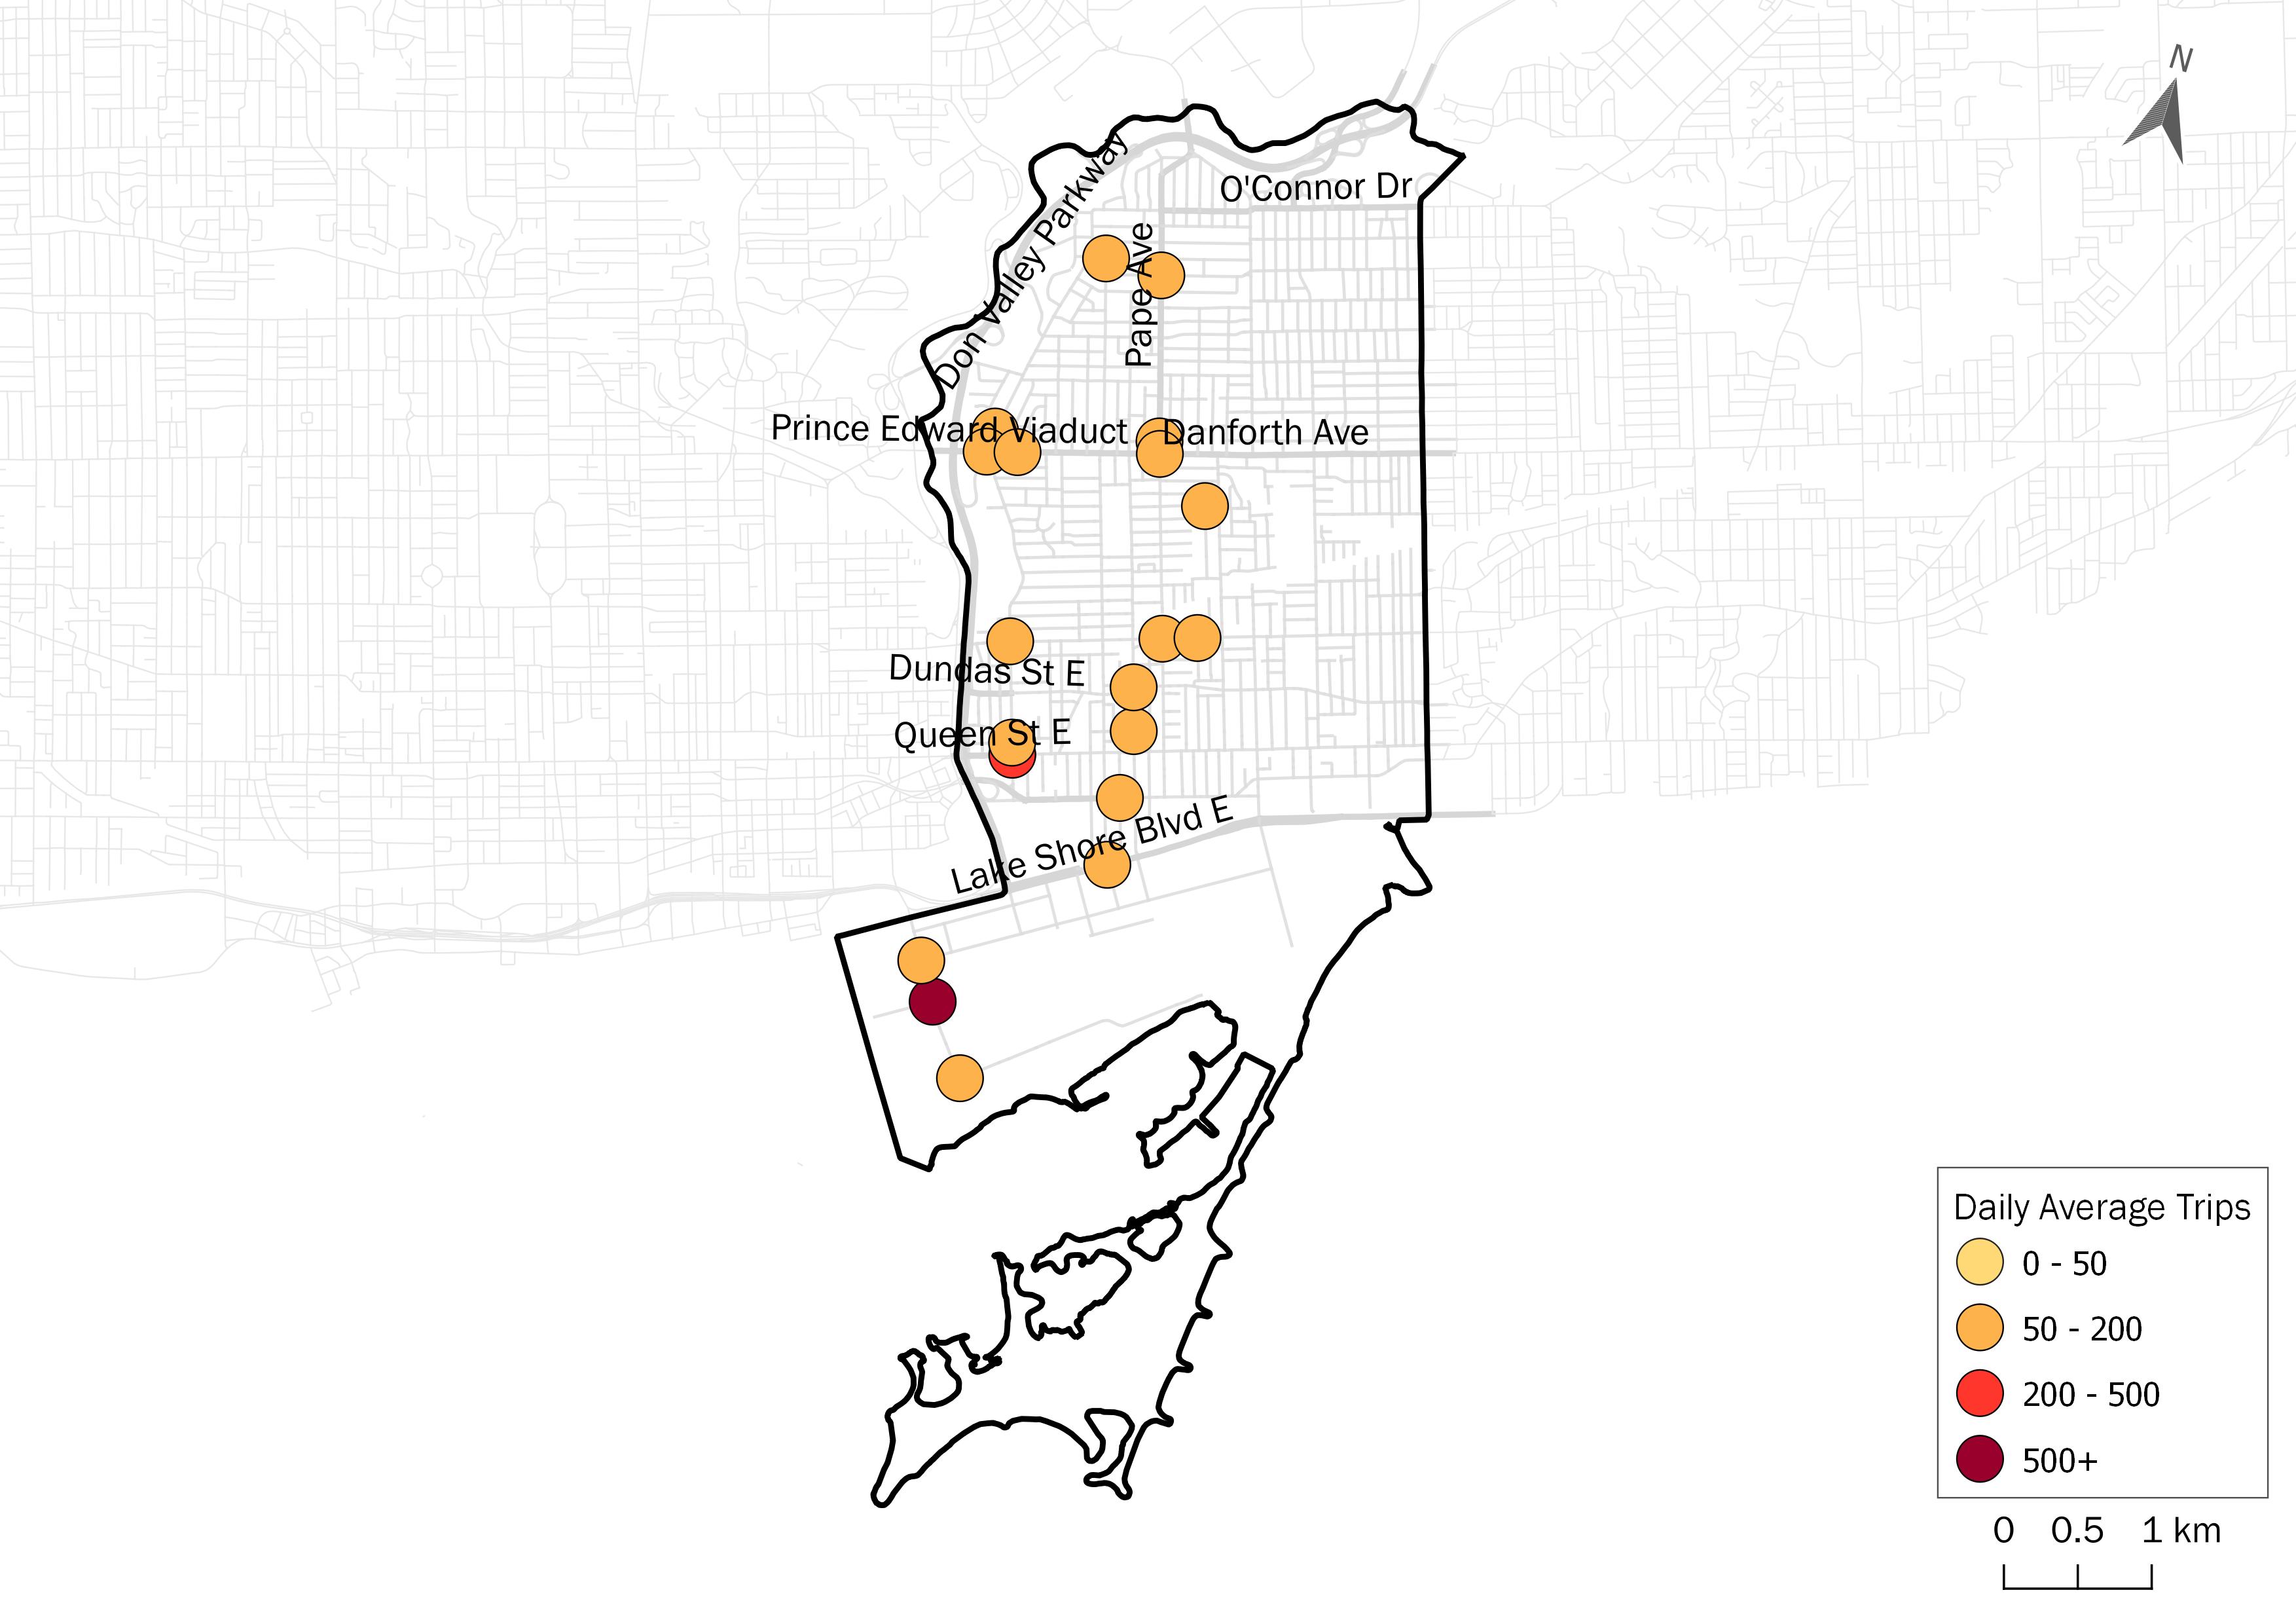 N
Don Valley Parkway
O'Connor Dr
Pape Ave
Prince Edward Viaduct
Danforth Ave
Dundas St E
Queen St E
Lake Shore Blvd E
Daily Average Trips
0 - 50
50 - 200
200 - 500
500+
0 0.5 1 km